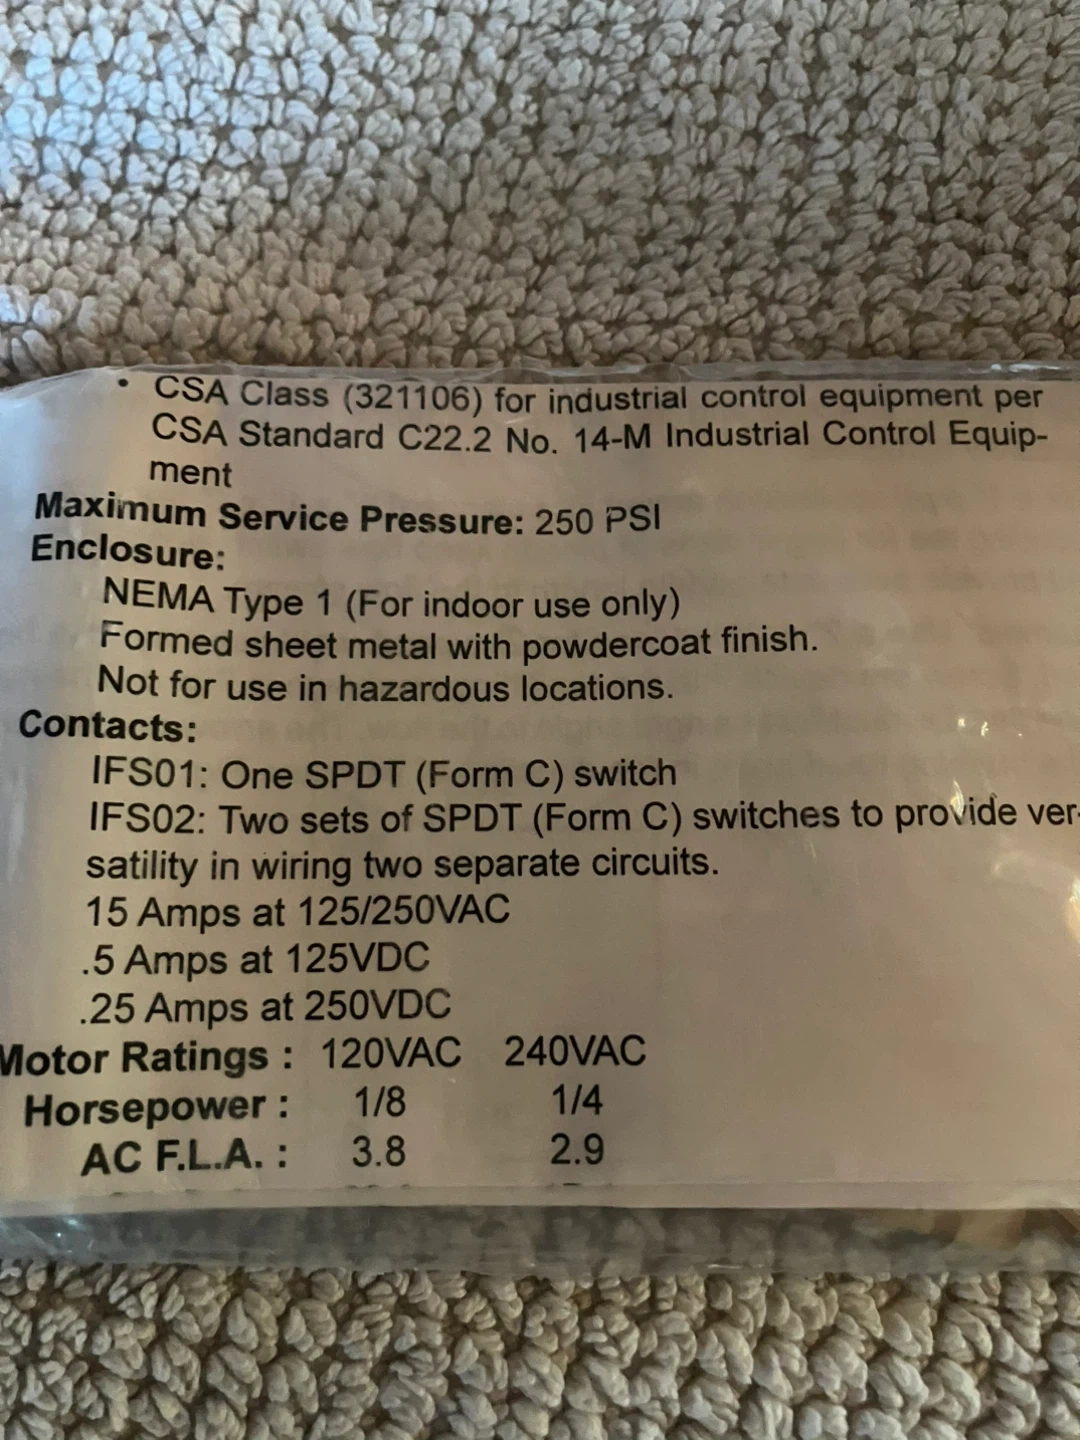 • CSA Class (321106) for industrial control equipment per
CSA Standard C22.2 No. 14-M Industrial Control Equip-
ment
Maximum Service Pressure: 250 PSI
Enclosure:
NEMA Type 1 (For indoor use only)
Formed sheet metal with powdercoat finish.
Not for use in hazardous locations.
Contacts:
IFS01: One SPDT (Form C) switch
IFS02: Two sets of SPDT (Form C) switches to provide ver-
satility in wiring two separate circuits.
15 Amps at 125/250VAC
.5 Amps at 125VDC
.25 Amps at 250VDC
Motor Ratings : 120VAC 240VAC
Horsepower : 1/8 1/4
AC F.L.A. : 3.8 2.9